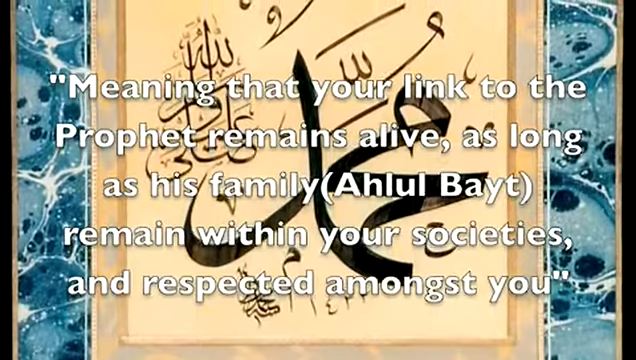 "Meaning that your link to the
Prophet remains alive, as long
as his family(Ahlul Bayt)
remain within your societies,
and respected amongst you"
محمد